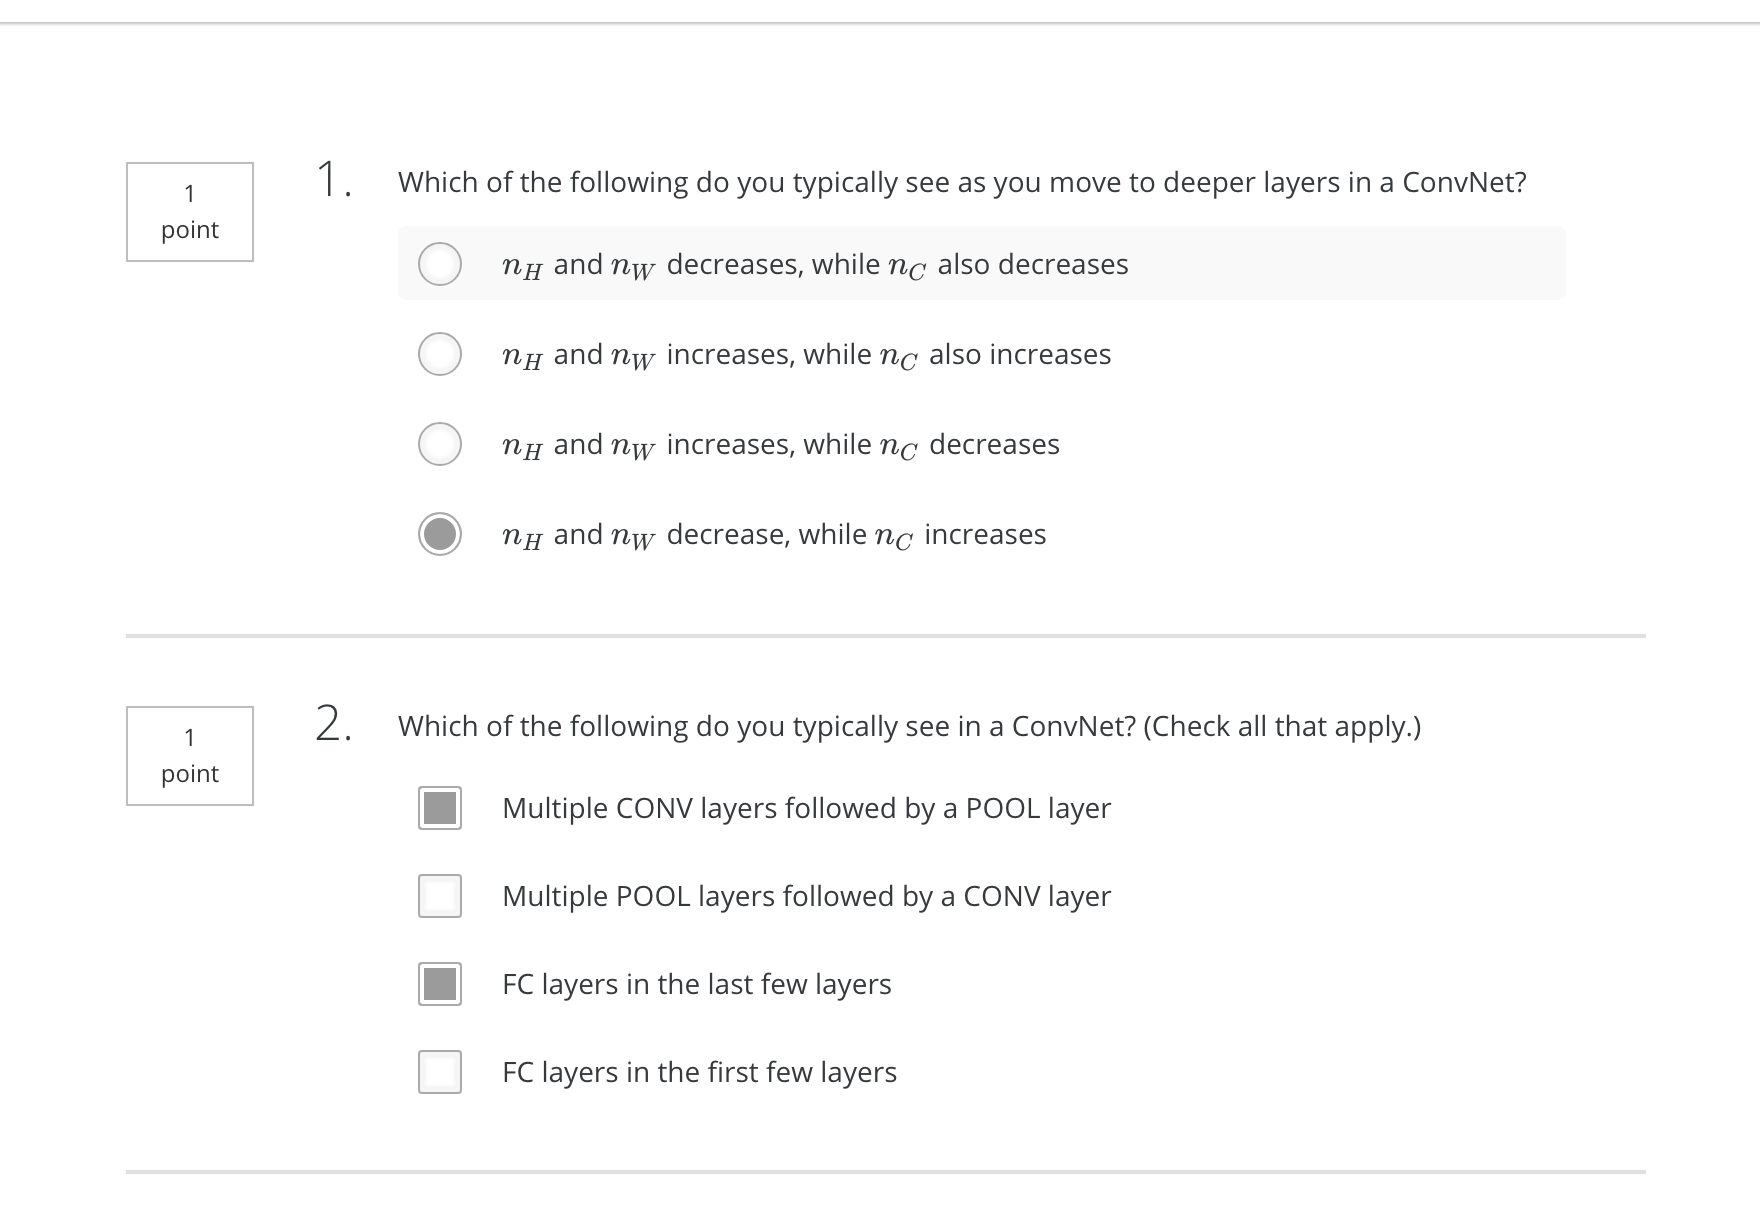 1
point
1. Which of the following do you typically see as you move to deeper layers in a ConvNet?
n_H and n_W decreases, while n_C also decreases
n_H and n_W increases, while n_C also increases
n_H and n_W increases, while n_C decreases
n_H and n_W decrease, while n_C increases
1
point
2. Which of the following do you typically see in a ConvNet? (Check all that apply.)
Multiple CONV layers followed by a POOL layer
Multiple POOL layers followed by a CONV layer
FC layers in the last few layers
FC layers in the first few layers